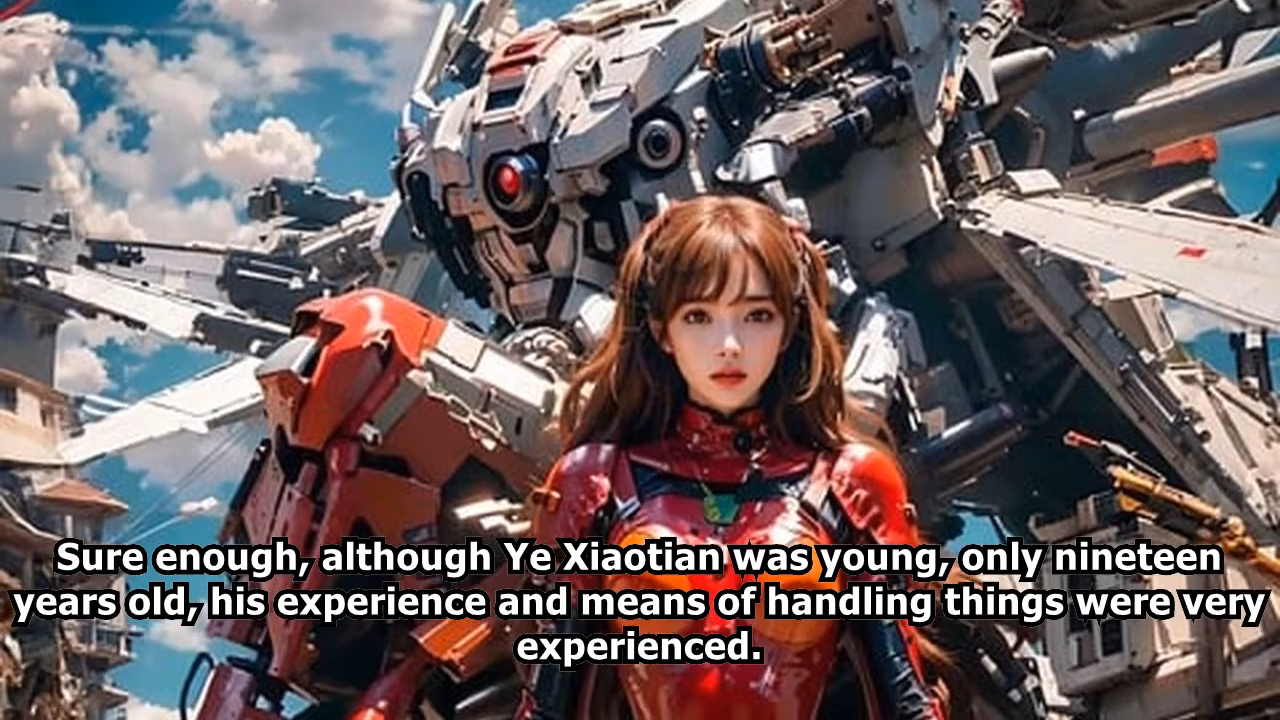 Sure enough, although Ye Xiaotian was young, only nineteen
years old, his experience and means of handling things were very
experienced.